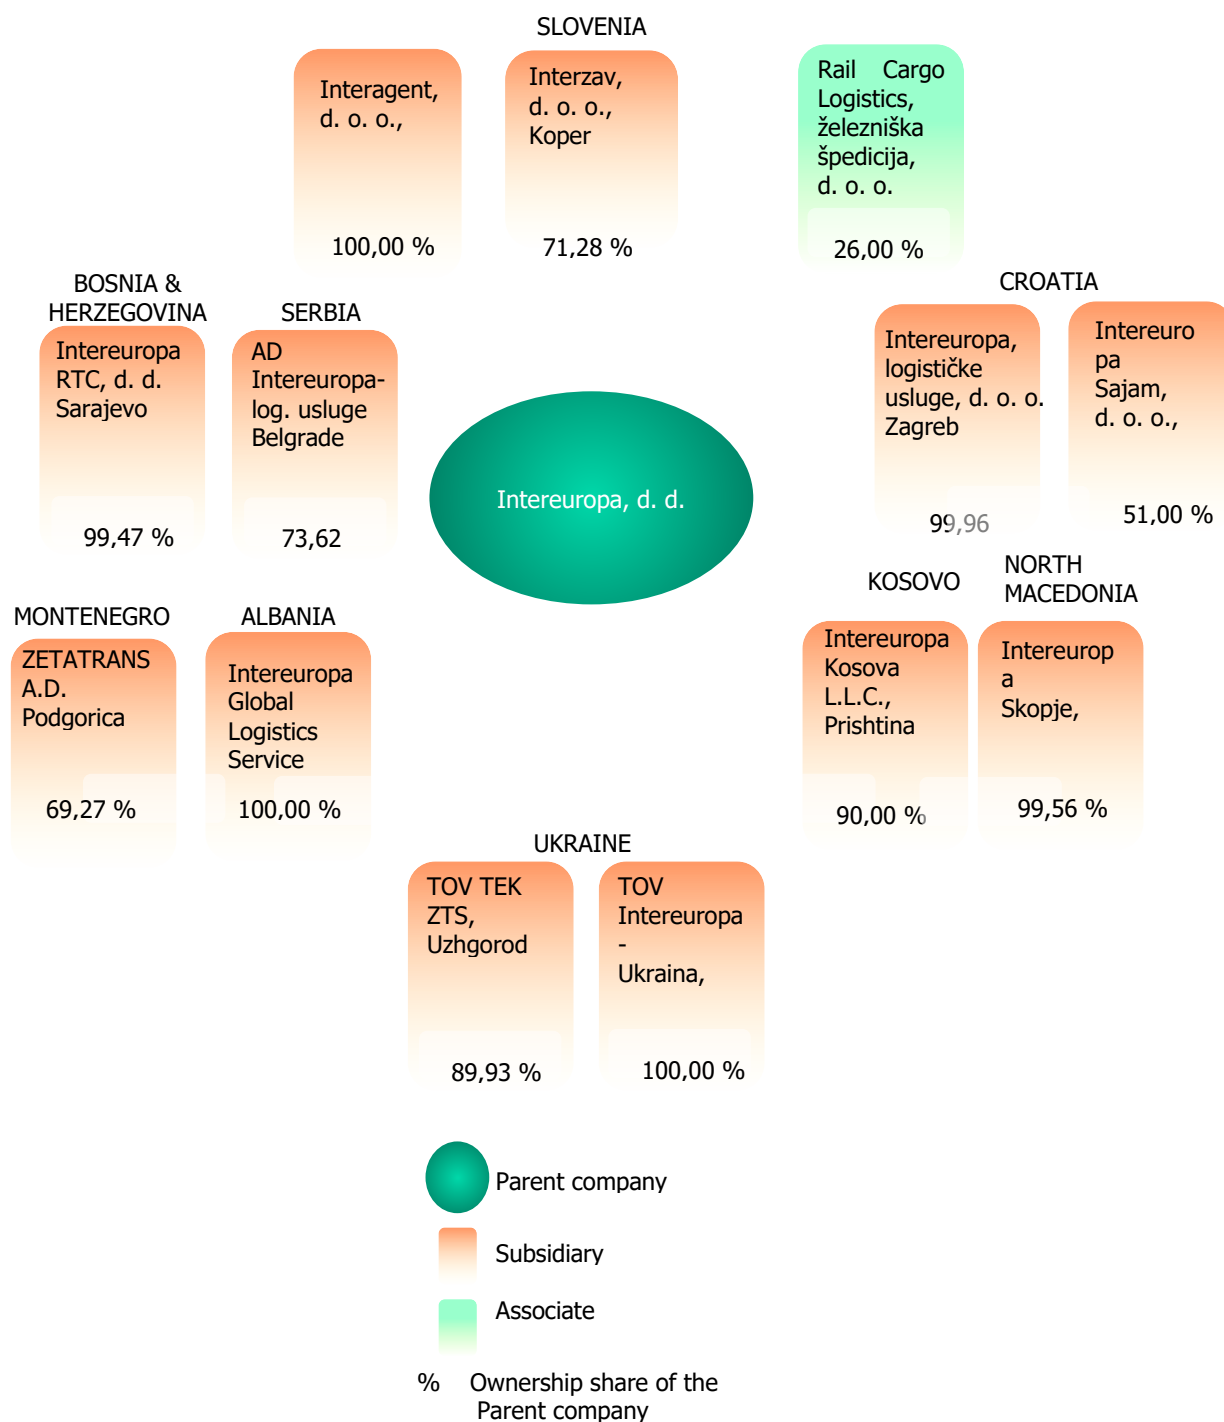 SLOVENIA
Interagent,
d. o. o.,
100,00 %
Interzav,
d. o. o.,
Koper
71,28 %
Rail Cargo
Logistics,
železniška
špedicija,
d. o. o.
26,00 %
BOSNIA &
HERZEGOVINA
Intereuropa
RTC, d. d.
Sarajevo
99,47 %
SERBIA
AD
Intereuropa-
log. usluge
Belgrade
73,62
Intereuropa, d. d.
CROATIA
Intereuropa,
logističke
usluge, d. o. o.
Zagreb
99,96
Intereuro
pa
Sajam,
d. o. o.,
51,00 %
MONTENEGRO
ZETATRANS
A.D.
Podgorica
69,27 %
ALBANIA
Intereuropa
Global
Logistics
Service
100,00 %
KOSOVO
Intereuropa
Kosova
L.L.C.,
Prishtina
90,00 %
NORTH
MACEDONIA
Intereurop
a
Skopje,
99,56 %
UKRAINE
TOV TEK
ZTS,
Uzhgorod
89,93 %
TOV
Intereuropa
-
Ukraina,
100,00 %
Parent company
Subsidiary
Associate
% Ownership share of the
Parent company